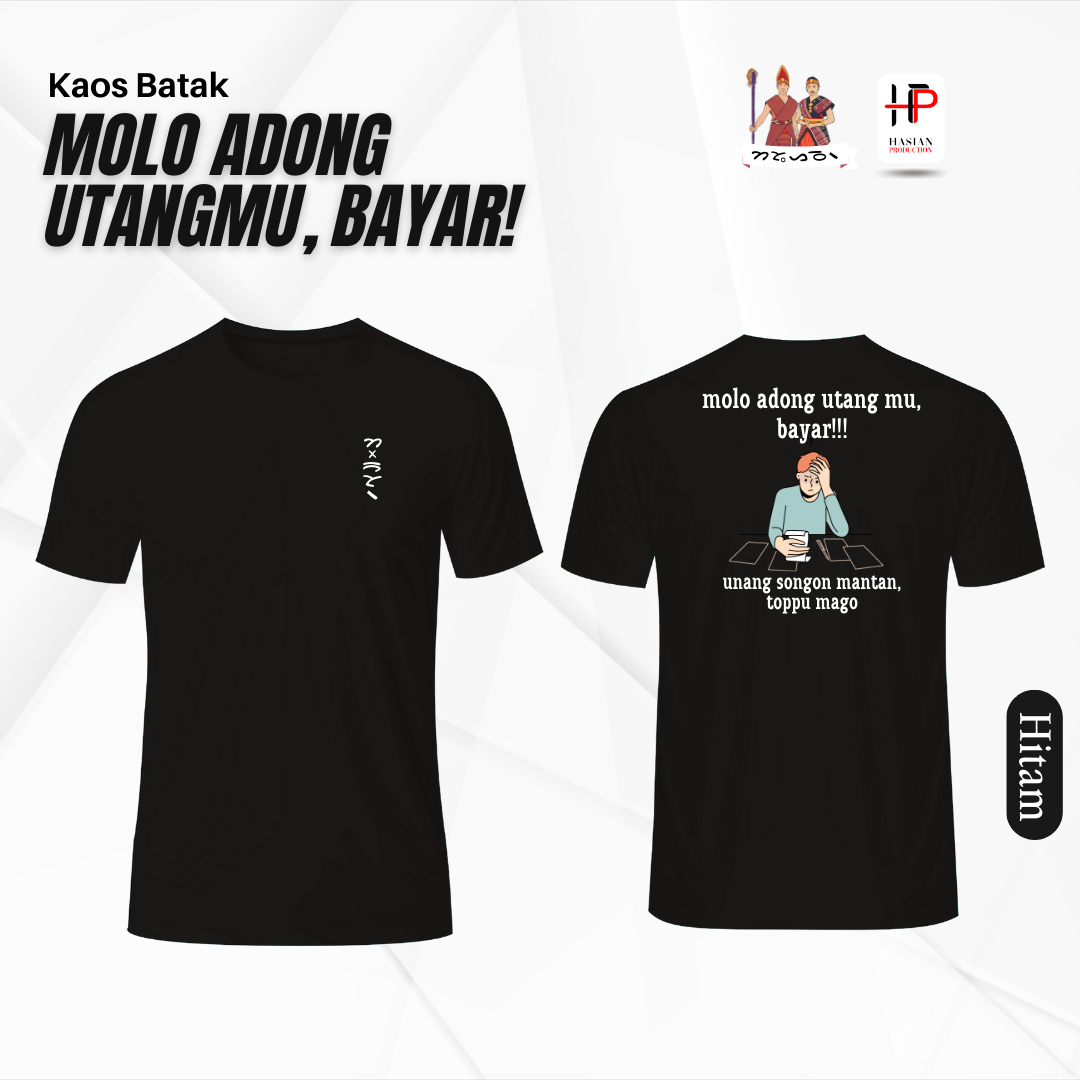 Kaos Batak
MOLO ADONG
UTANGMU, BAYAR!
HP
HASIAN
PRODUCTION
molo adong utang mu,
bayar!!!
unang songon mantan,
toppu mago
Hitam